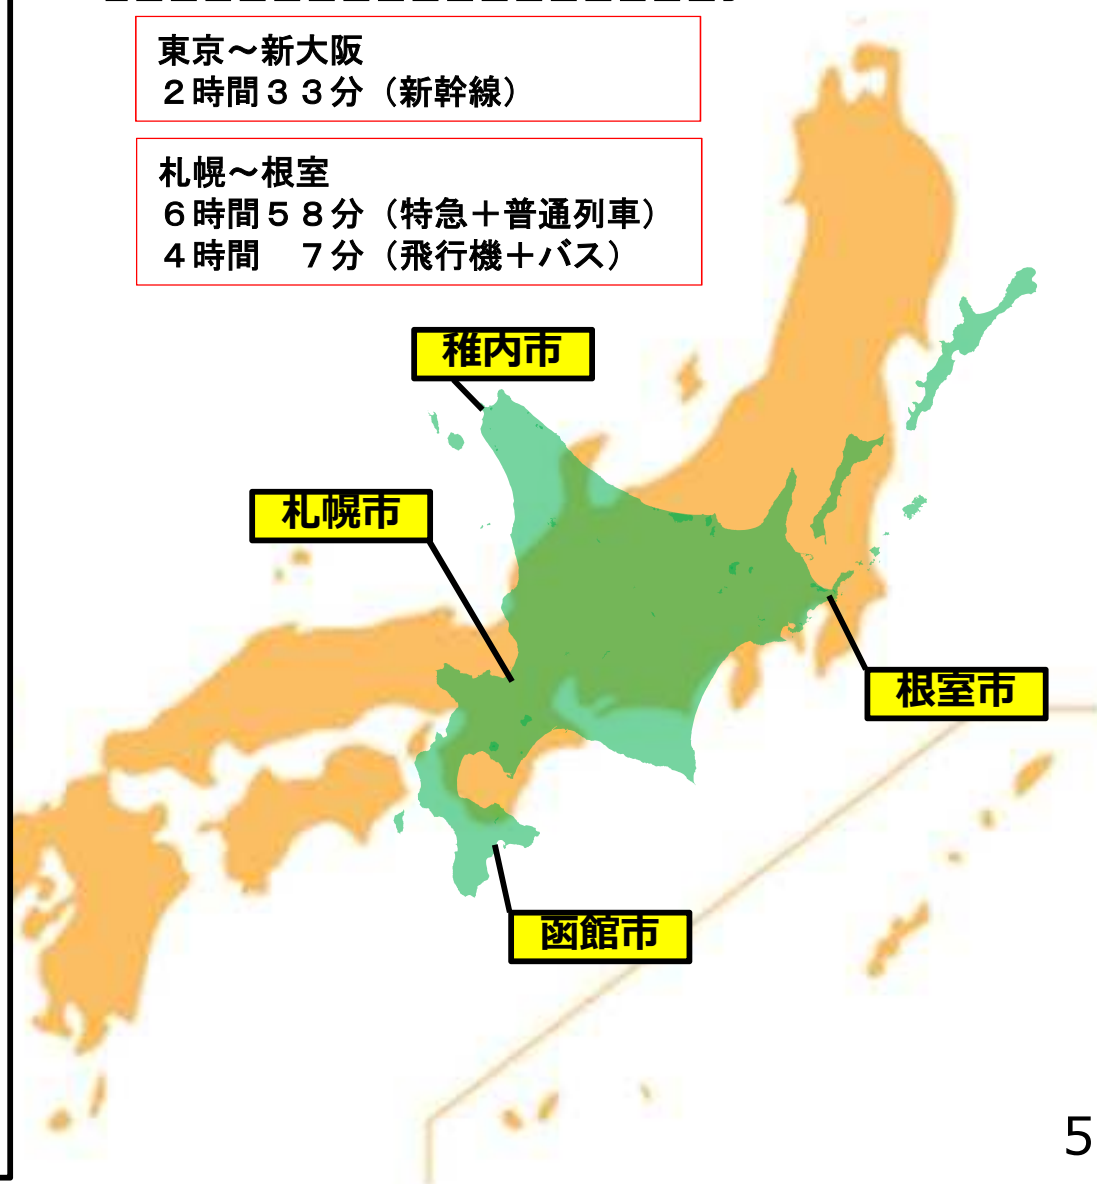 東京～新大阪
２時間３３分（新幹線）
札幌～根室
６時間５８分（特急＋普通列車）
４時間　７分（飛行機＋バス）
稚内市
札幌市
根室市
函館市
5